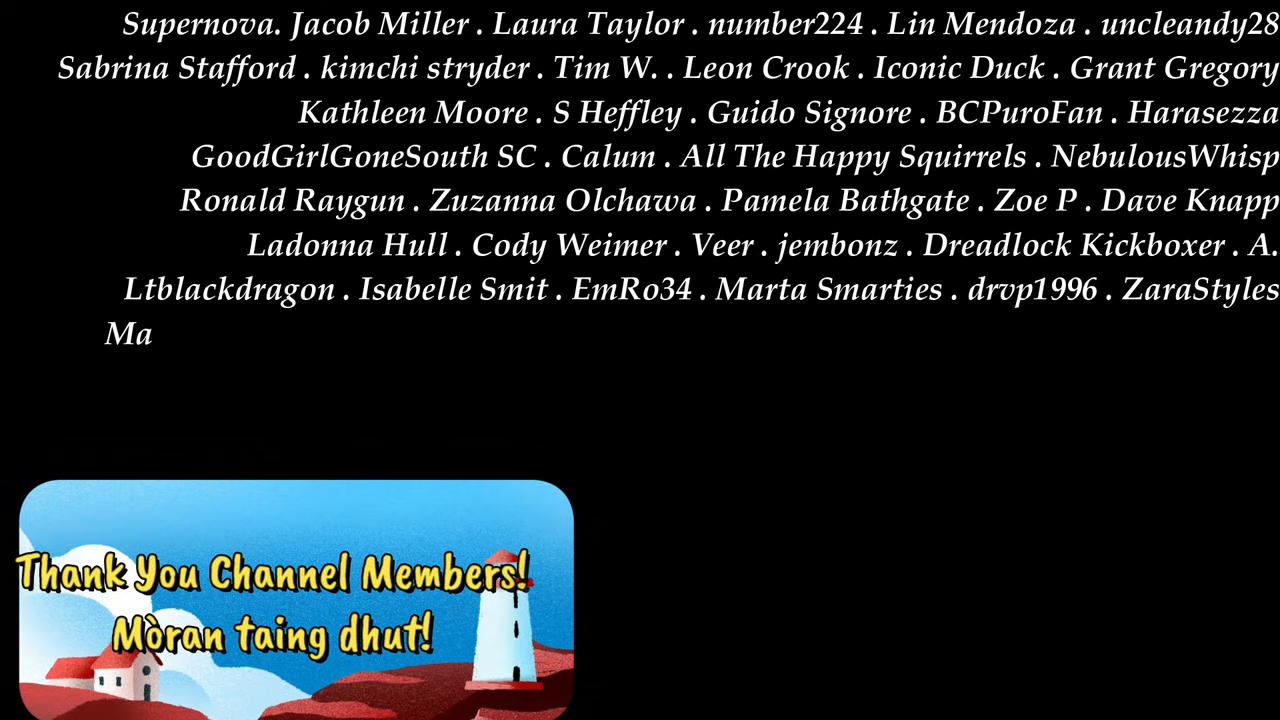 Supernova. Jacob Miller . Laura Taylor . number224 . Lin Mendoza . uncleandy28
Sabrina Stafford . kimchi stryder . Tim W. . Leon Crook . Iconic Duck . Grant Gregory
Kathleen Moore . S Heffley . Guido Signore . BCPuroFan . Harasezza
GoodGirlGoneSouth SC . Calum . All The Happy Squirrels . NebulousWhisp
Ronald Raygun . Zuzanna Olchawa . Pamela Bathgate . Zoe P . Dave Knapp
Ladonna Hull . Cody Weimer . Veer . jembonz . Dreadlock Kickboxer . A.
Ltblackdragon . Isabelle Smit . EmRo34 . Marta Smarties . drvp1996 . ZaraStyles
Ma
Thank You Channel Members!
Mòran taing dhut!